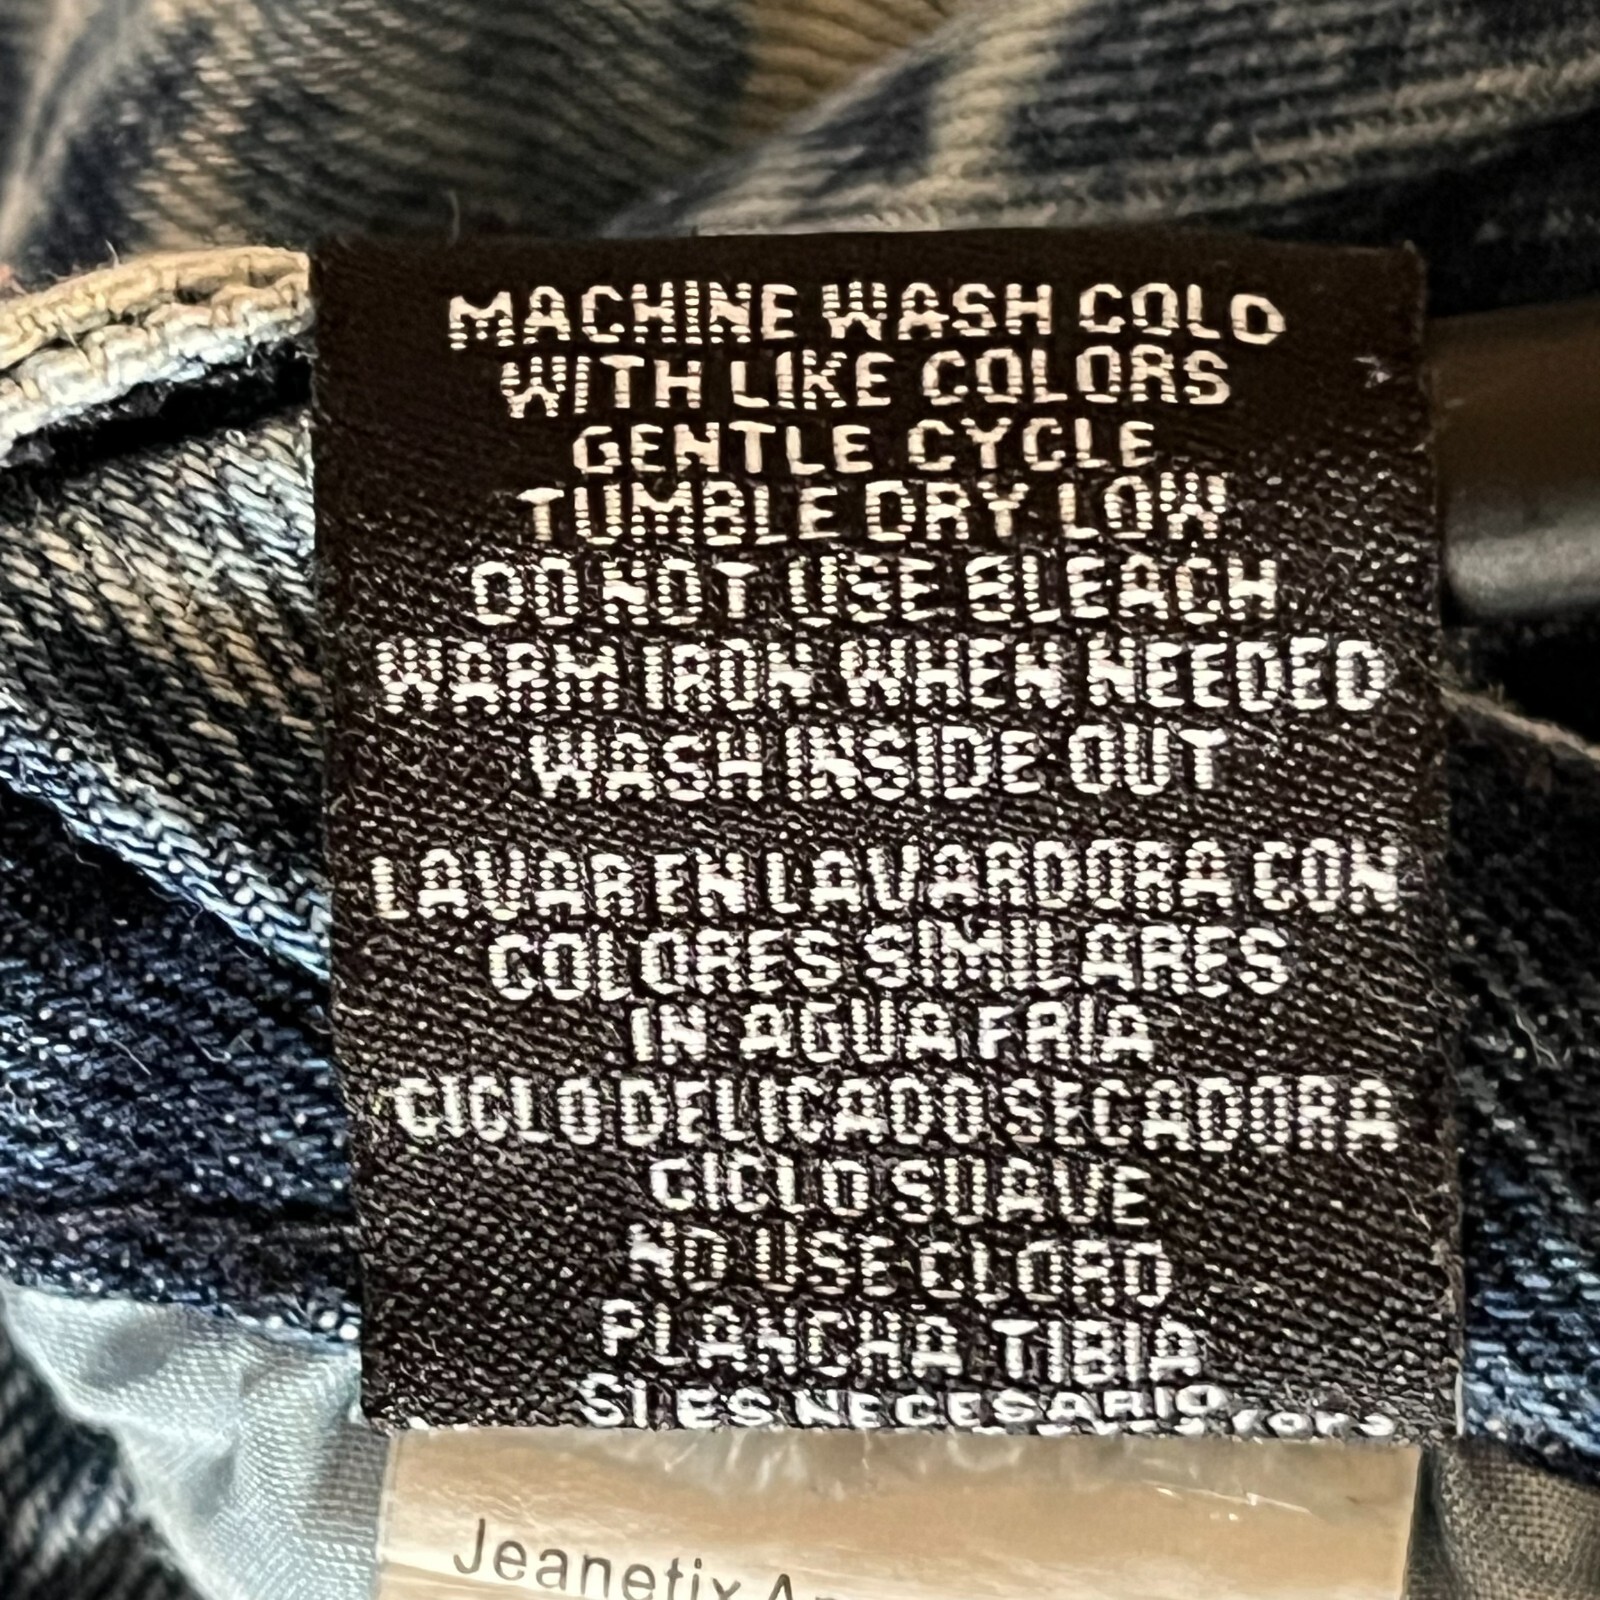 MACHINE WASH COLD
WITH LIKE COLORS
GENTLE CYCLE
TUMBLE DRY LOW
DO NOT USE BLEACH
WARM IRON WHEN NEEDED
WASH INSIDE OUT
LAVAR EN LAVARDORA CON
COLORES SIMILARES
IN AGUA FRIA
CICLO DELICADO SECADORA
CICLO SUAVE
NO USE CLORO
PLANCHA TIBIA
SI ES NECESARIO
Jeanetix